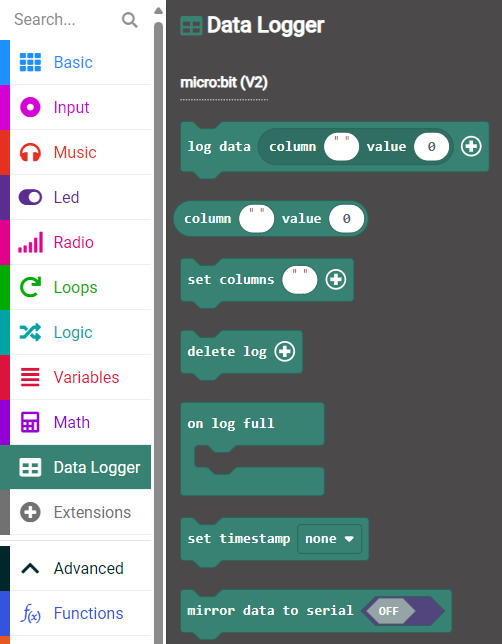 Search...
Basic
Input
Music
Led
Radio
Loops
Logic
Variables
Math
Data Logger
Extensions
Advanced
f(x) Functions
Data Logger
micro:bit (V2)
log data column " " value 0
column " " value 0
set columns " "
delete log
on log full
set timestamp none
mirror data to serial OFF